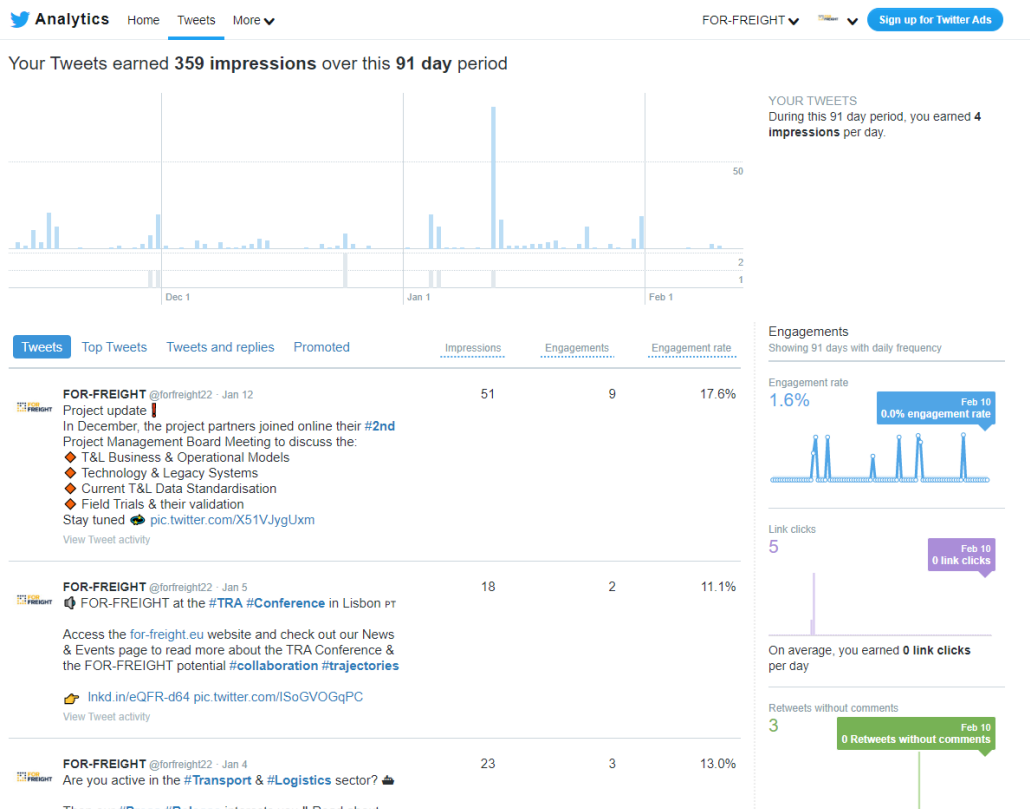 Analytics Home Tweets More FOR-FREIGHT Sign up for Twitter Ads
Your Tweets earned 359 impressions over this 91 day period
YOUR TWEETS
During this 91 day period, you earned 4
impressions per day.
50
2
1
Dec 1 Jan 1 Feb 1
Tweets Top Tweets Tweets and replies Promoted Impressions Engagements Engagement rate
FOR-FREIGHT @forfreight22 · Jan 12 51 9 17.6%
FOR
FREIGHT
Project update❗
In December, the project partners joined online their #2nd
Project Management Board Meeting to discuss the:
🔶 T&L Business & Operational Models
🔶 Technology & Legacy Systems
🔶 Current T&L Data Standardisation
🔶 Field Trials & their validation
Stay tuned pic.twitter.com/X51VJygUxm
View Tweet activity
FOR-FREIGHT @forfreight22 · Jan 5 18 2 11.1%
FOR
FREIGHT
FOR-FREIGHT at the #TRA #Conference in Lisbon PT
Access the for-freight.eu website and check out our News
& Events page to read more about the TRA Conference &
the FOR-FREIGHT potential #collaboration #trajectories
👉 lnkd.in/eQFR-d64 pic.twitter.com/ISoGVOGqPC
View Tweet activity
FOR-FREIGHT @forfreight22 · Jan 4 23 3 13.0%
FOR
FREIGHT
Are you active in the #Transport & #Logistics sector?
Engagements
Showing 91 days with daily frequency
Engagement rate
1.6%
Feb 10
0.0% engagement rate
Link clicks
5
Feb 10
0 link clicks
On average, you earned 0 link clicks
per day
Retweets without comments
3
Feb 10
0 Retweets without comments